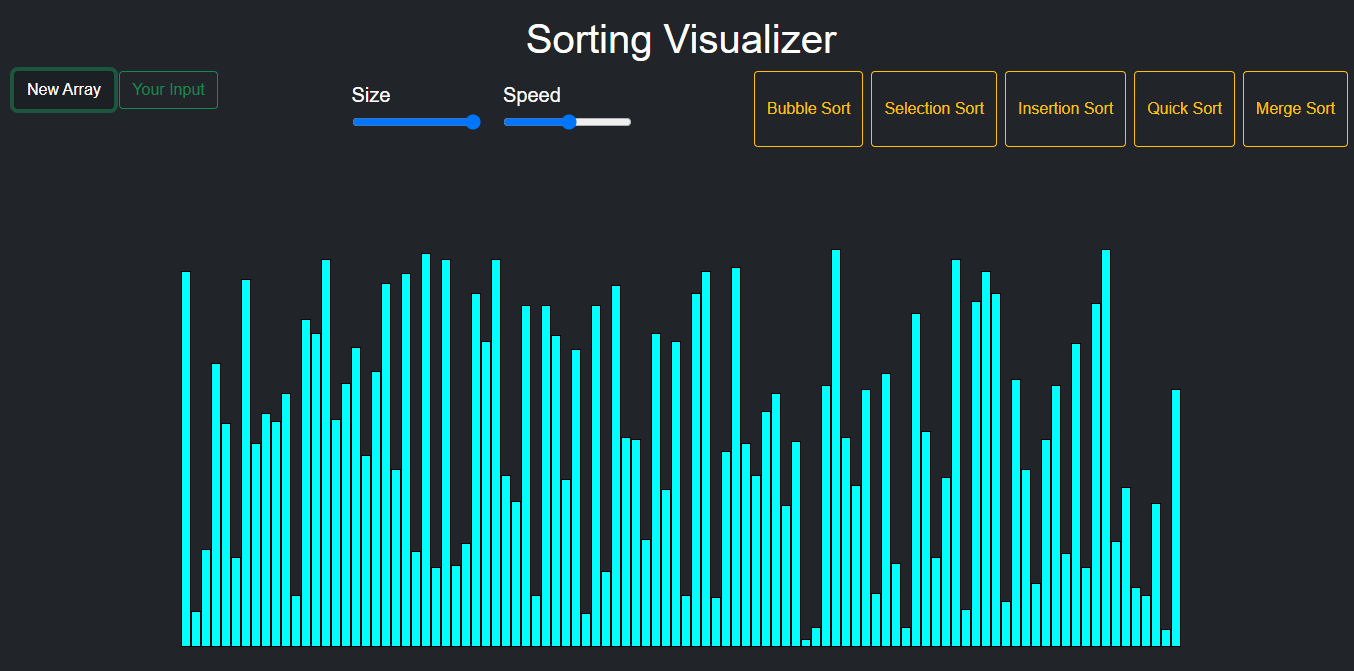 Sorting Visualizer
New Array
Your Input
Size
Speed
Bubble Sort
Selection Sort
Insertion Sort
Quick Sort
Merge Sort